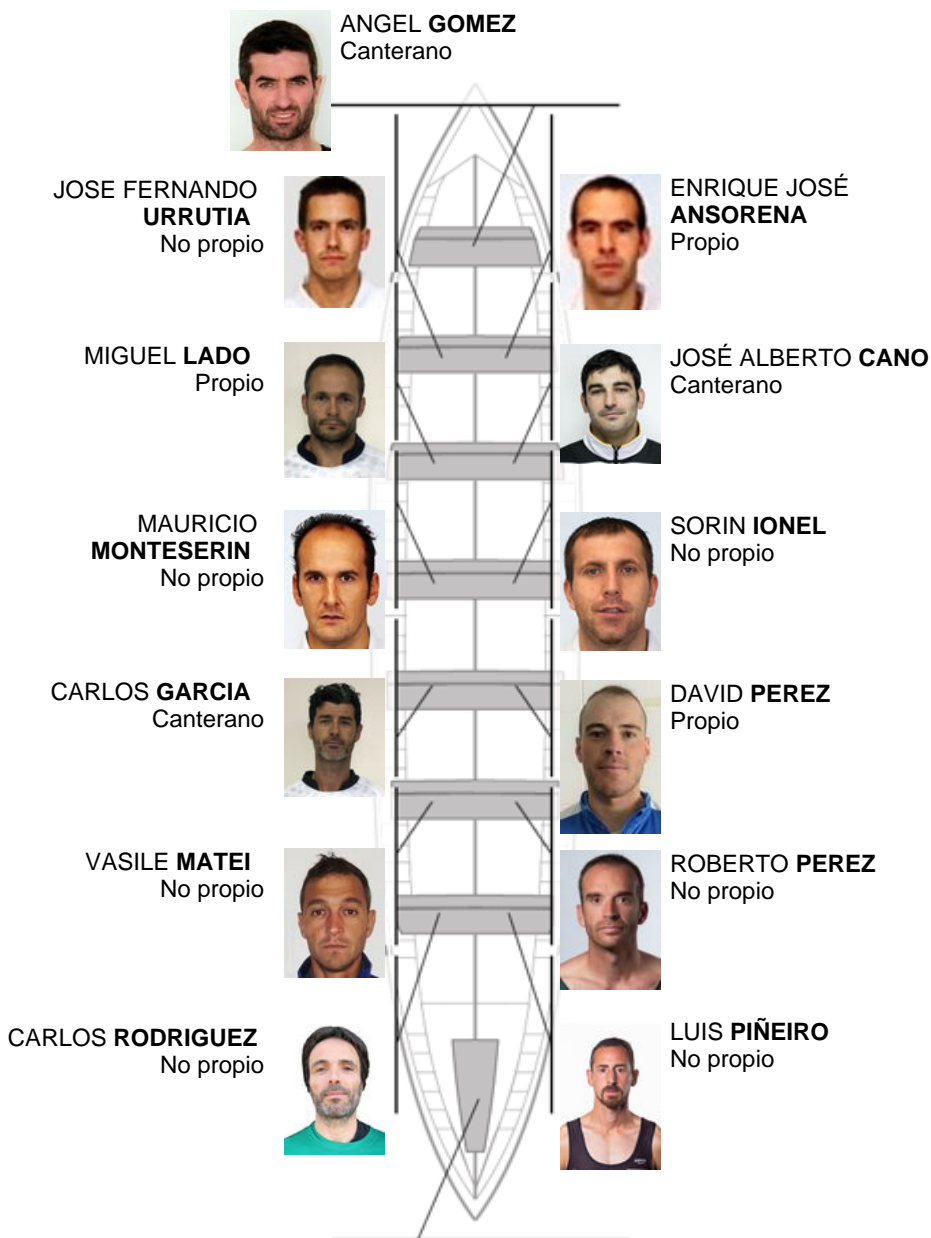 ANGEL GOMEZ
Canterano
JOSE FERNANDO
URRUTIA
No propio
ENRIQUE JOSÉ
ANSORENA
Propio
MIGUEL LADO
Propio
JOSÉ ALBERTO CANO
Canterano
MAURICIO
MONTESERIN
No propio
SORIN IONEL
No propio
CARLOS GARCIA
Canterano
DAVID PEREZ
Propio
VASILE MATEI
No propio
ROBERTO PEREZ
No propio
CARLOS RODRIGUEZ
No propio
LUIS PIÑEIRO
No propio